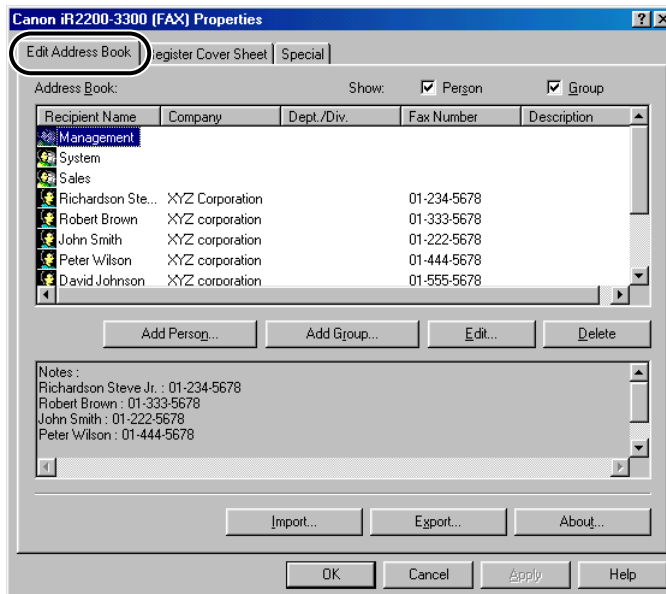 Canon iR2200-3300 (FAX) Properties
Edit Address Book egister Cover Sheet Special
Address Book: Show: Person Group
Recipient Name Company Dept./Div. Fax Number Description
Management
System
Sales
Richardson Ste... XYZ Corporation 01-234-5678
Robert Brown XYZ corporation 01-333-5678
John Smith XYZ corporation 01-222-5678
Peter Wilson XYZ corporation 01-444-5678
David Johnson XYZ corporation 01-555-5678
Add Person... Add Group... Edit... Delete
Notes :
Richardson Steve Jr. : 01-234-5678
Robert Brown : 01-333-5678
John Smith : 01-222-5678
Peter Wilson : 01-444-5678
Import... Export... About...
OK Cancel Apply Help